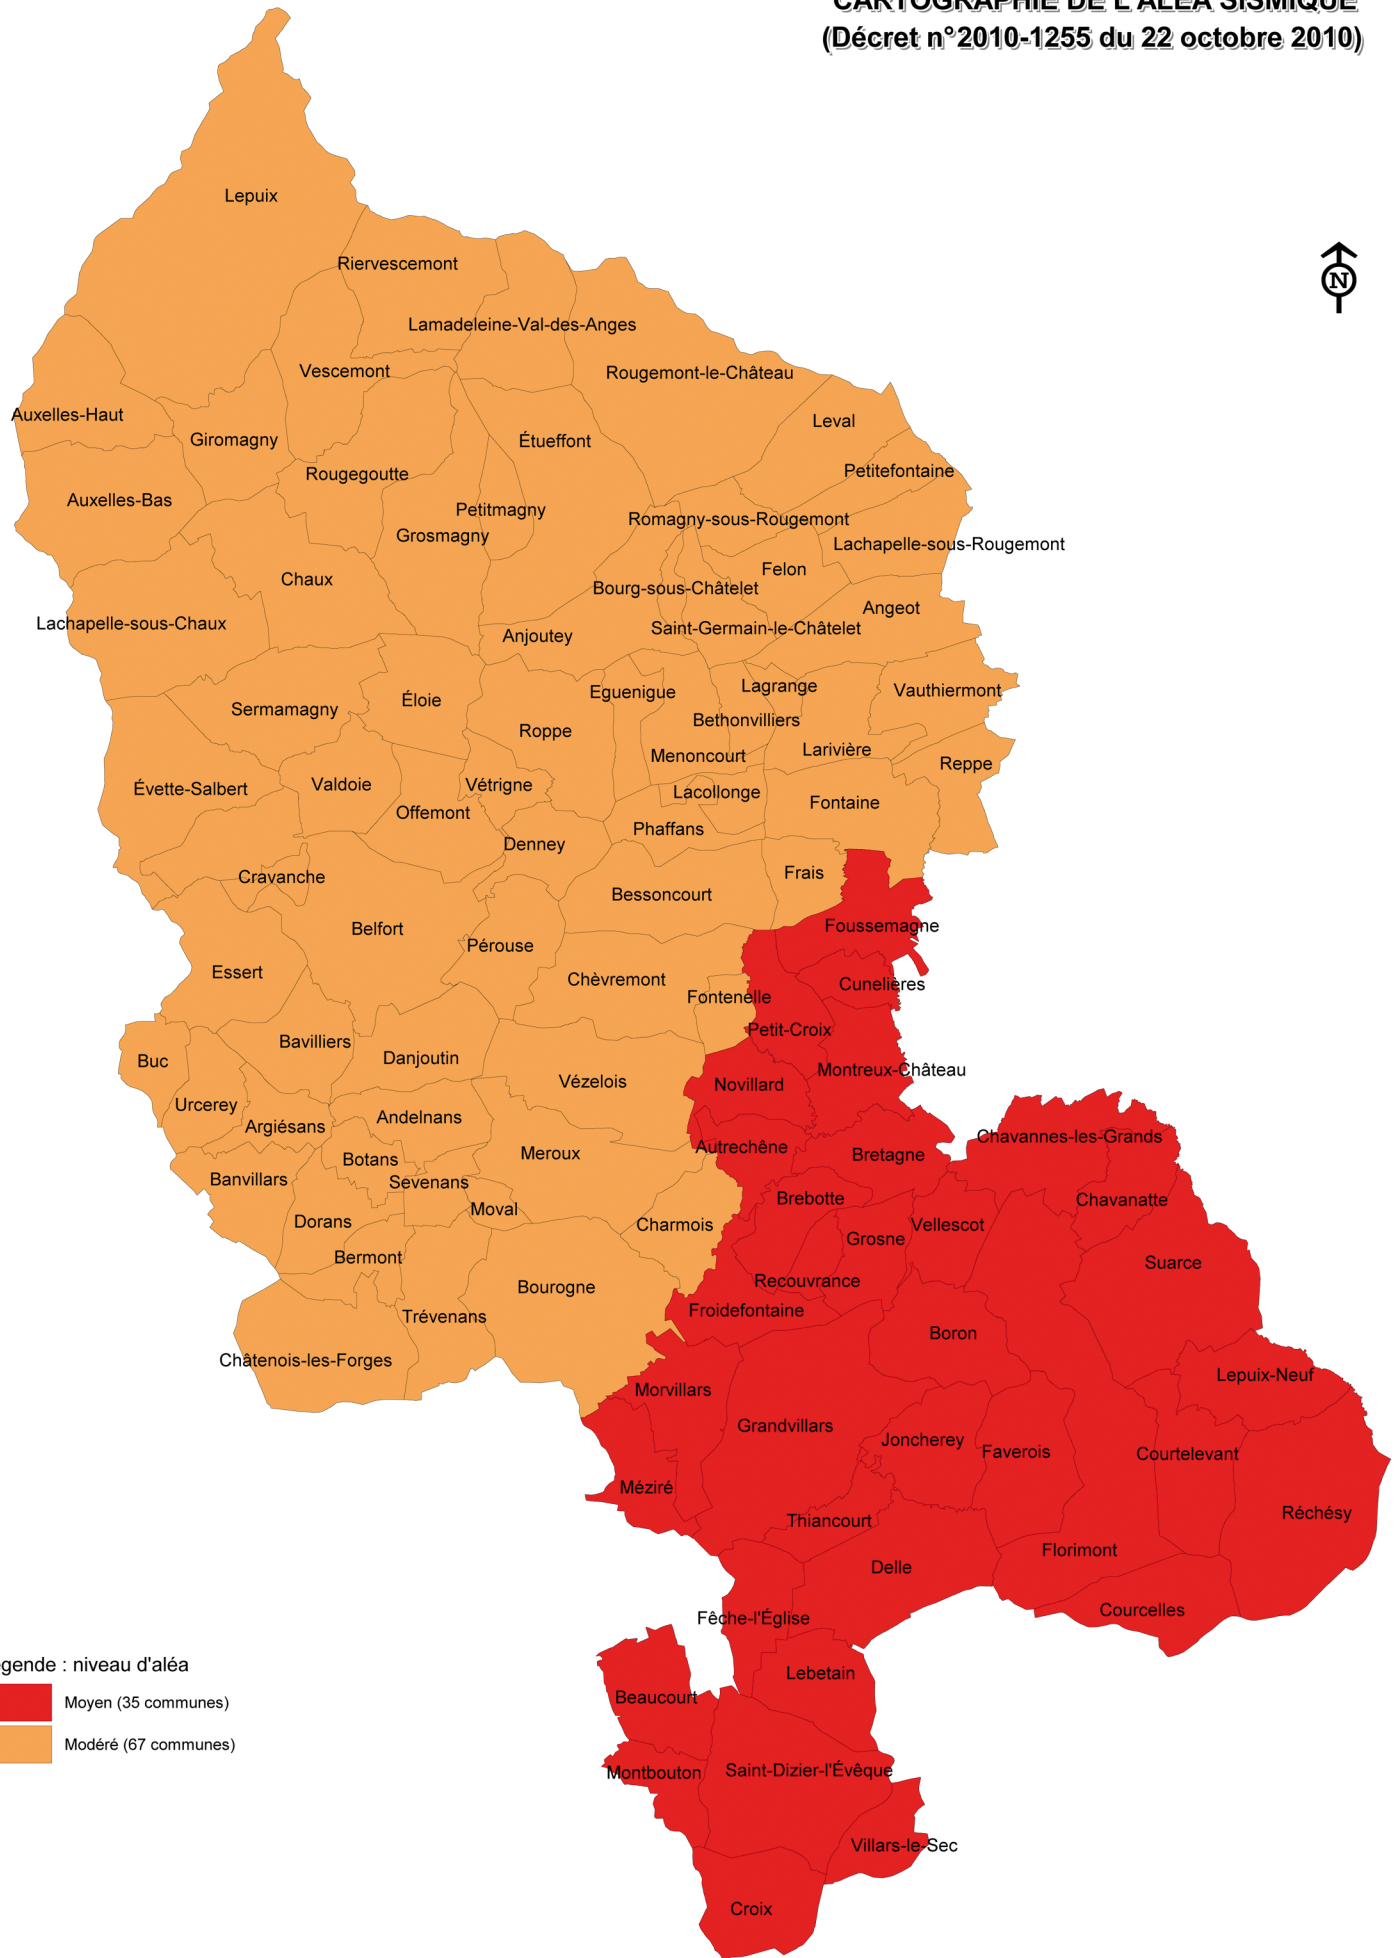 CARTOGRAPHIE DE L'ALEA SISMIQUE
(Décret n°2010-1255 du 22 octobre 2010)
Lepuix
N
Riervescemont
Lamadeleine-Val-des-Anges
Vescemont
Rougemont-le-Château
Auxelles-Haut
Leval
Giromagny
Étueffont
Rougegoutte
Petitefontaine
Auxelles-Bas
Petitmagny
Romagny-sous-Rougemont
Grosmagny
Lachapelle-sous-Rougemont
Felon
Chaux
Bourg-sous-Châtelet
Angeot
Lachapelle-sous-Chaux
Saint-Germain-le-Châtelet
Anjoutey
Lagrange
Eguenigue
Vauthiermont
Éloie
Sermamagny
Bethonvilliers
Roppe
Larivière
Menoncourt
Reppe
Valdoie
Vétrigne
Évette-Salbert
Lacollonge
Fontaine
Offemont
Phaffans
Denney
Frais
Cravanche
Bessoncourt
Foussemagne
Belfort
Pérouse
Essert
Chèvremont
Cunelières
Fontenelle
Petit-Croix
Bavilliers
Danjoutin
Buc
Montreux-Château
Vézelois
Novillard
Urcerey
Andelnans
Argiésans
Chavannes-les-Grands
Autrechêne
Meroux
Bretagne
Botans
Banvillars
Sevenans
Brebotte
Chavanatte
Moval
Dorans
Charmois
Vellescot
Grosne
Bermont
Suarce
Recouvrance
Bourogne
Froidefontaine
Trévenans
Boron
Châtenois-les-Forges
Lepuix-Neuf
Morvillars
Grandvillars
Joncherey
Faverois
Courtelevant
Méziré
Réchésy
Thiancourt
Florimont
Delle
Courcelles
Fêche-l'Église
égende : niveau d'aléa
Lebetain
Beaucourt
Moyen (35 communes)
Modéré (67 communes)
Saint-Dizier-l'Évêque
Montbouton
Villars-le-Sec
Croix